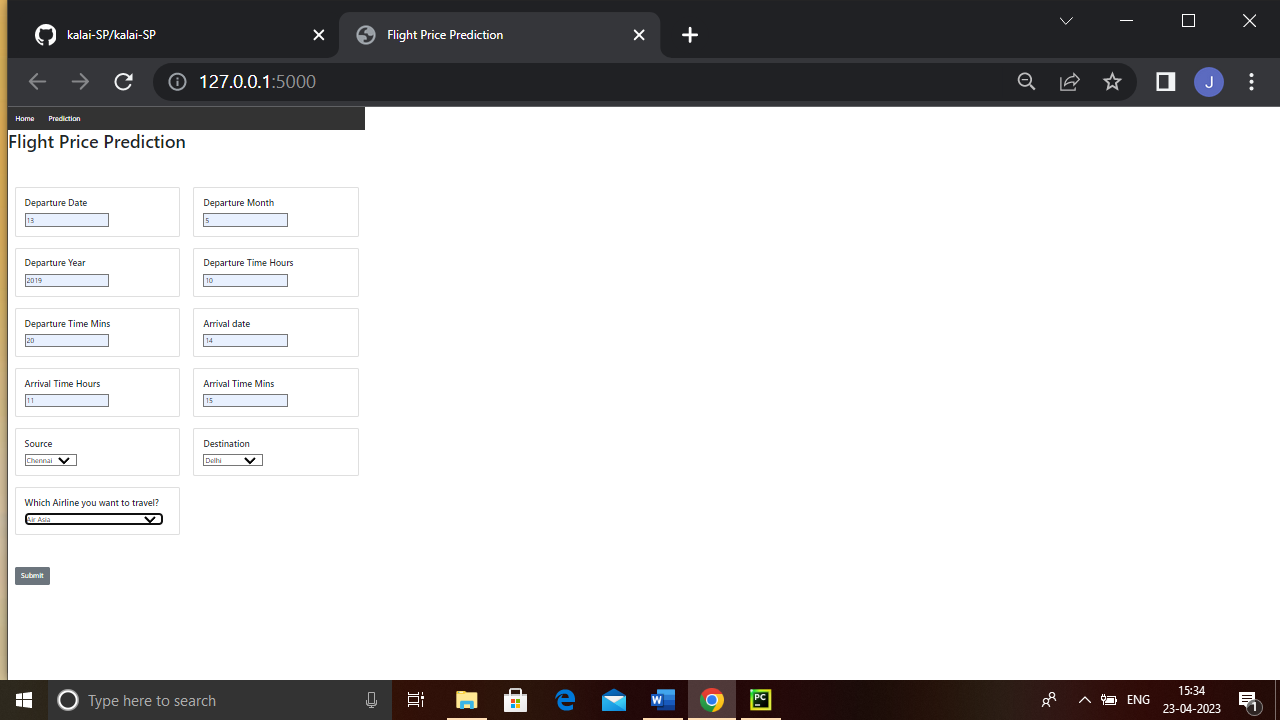 kalai-SP/kalai-SP
Flight Price Prediction
127.0.0.1:5000
J
Home Prediction
Flight Price Prediction
Departure Date Departure Month
13 5
Departure Year Departure Time Hours
2019 10
Departure Time Mins Arrival date
20 14
Arrival Time Hours Arrival Time Mins
11 15
Source Destination
Chennai Delhi
Which Airline you want to travel?
Air Asia
Submit
Type here to search
PC
ENG
15:34
23-04-2023
1